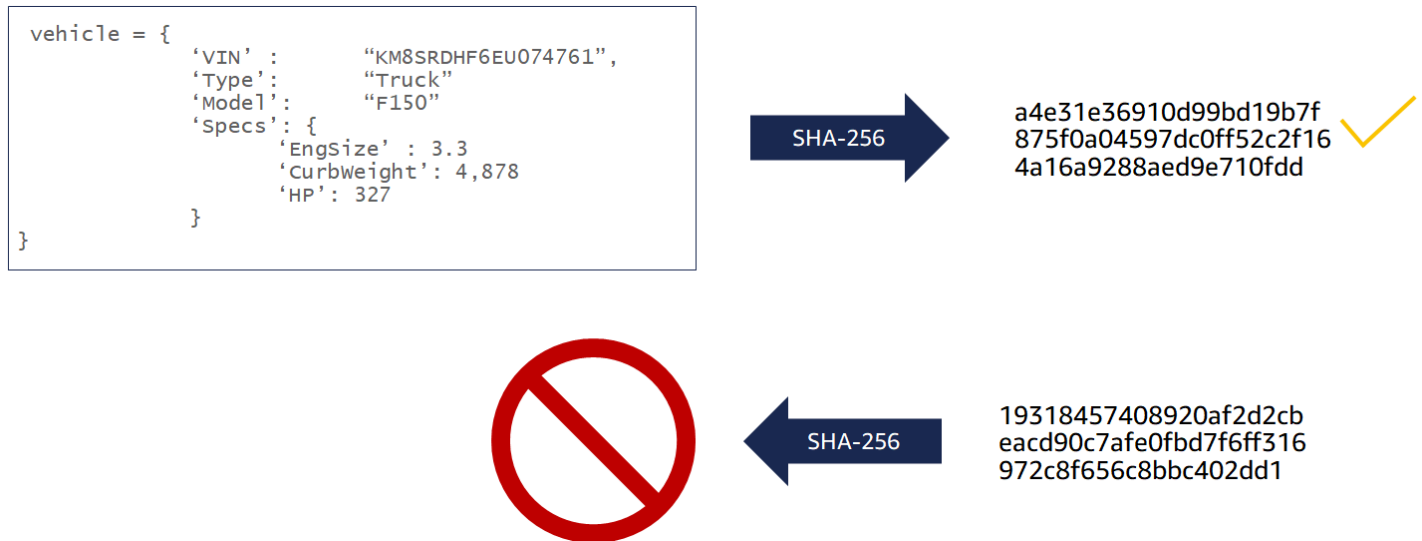 vehicle = {
‘VIN’ : “KM8SRDHF6EU074761”,
‘Type’: “Truck”
‘Model’: “F150”
‘Specs’: {
‘EngSize’ : 3.3
‘CurbWeight’: 4,878
‘HP’: 327
}
}
SHA-256
a4e31e36910d99bd19b7f
875f0a04597dc0ff52c2f16
4a16a9288aed9e710fdd
SHA-256
19318457408920af2d2cb
eacd90c7afe0fbd7f6ff316
972c8f656c8bbc402dd1